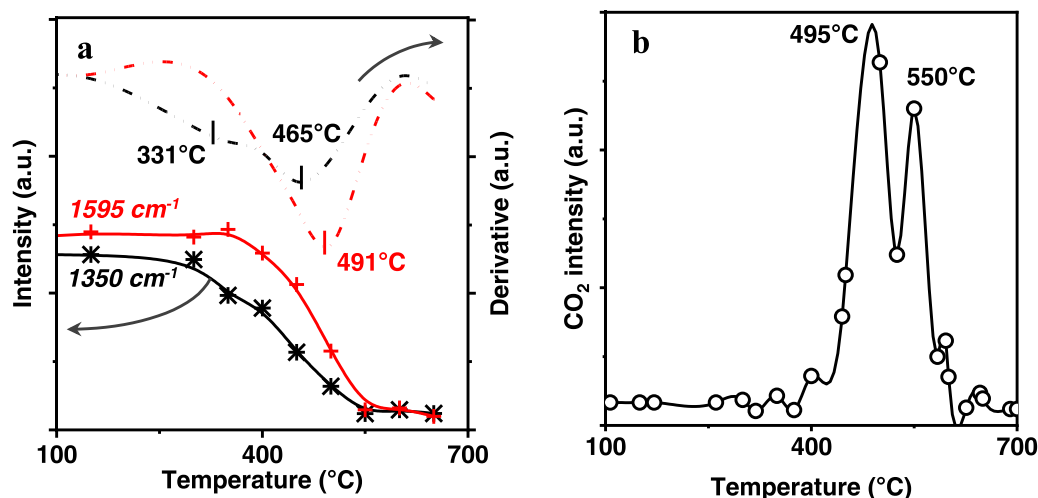 a
331°C
465°C
491°C
1595 cm-1
1350 cm-1
Intensity (a.u.)
Derivative (a.u.)
100
400
700
Temperature (°C)
b
495°C
550°C
CO2 intensity (a.u.)
100
400
700
Temperature (°C)